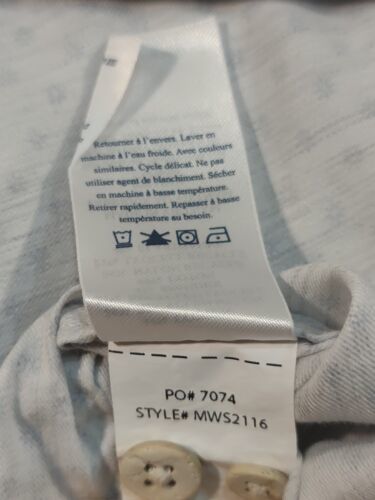 Retourner à l'envers. Laver en
machine à l'eau froide. Avec couleurs
similaires. Cycle délicat. Ne pas
utiliser agent de blanchiment. Sécher
en machine à basse température.
Retirer rapidement. Repasser à basse
température au besoin.
PO# 7074
STYLE# MWS2116